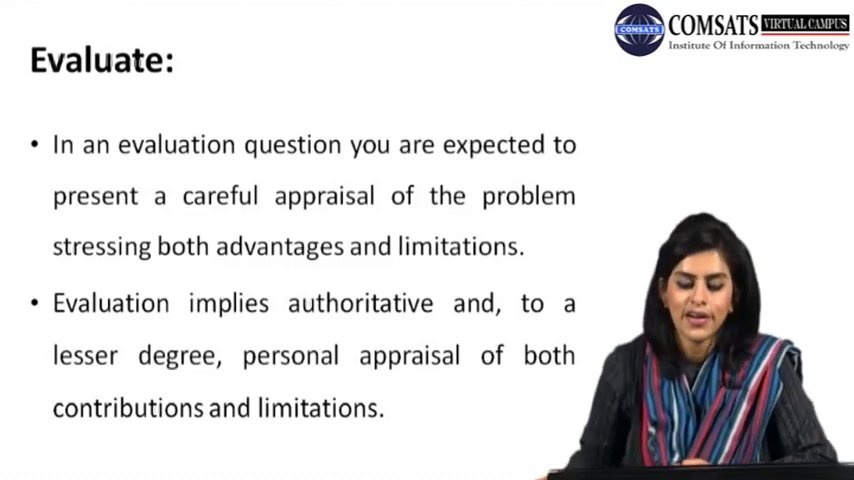 COMSATS VIRTUAL CAMPUS
COMSATS
Institute Of Information Technology
Evaluate:
• In an evaluation question you are expected to
present a careful appraisal of the problem
stressing both advantages and limitations.
• Evaluation implies authoritative and, to a
lesser degree, personal appraisal of both
contributions and limitations.